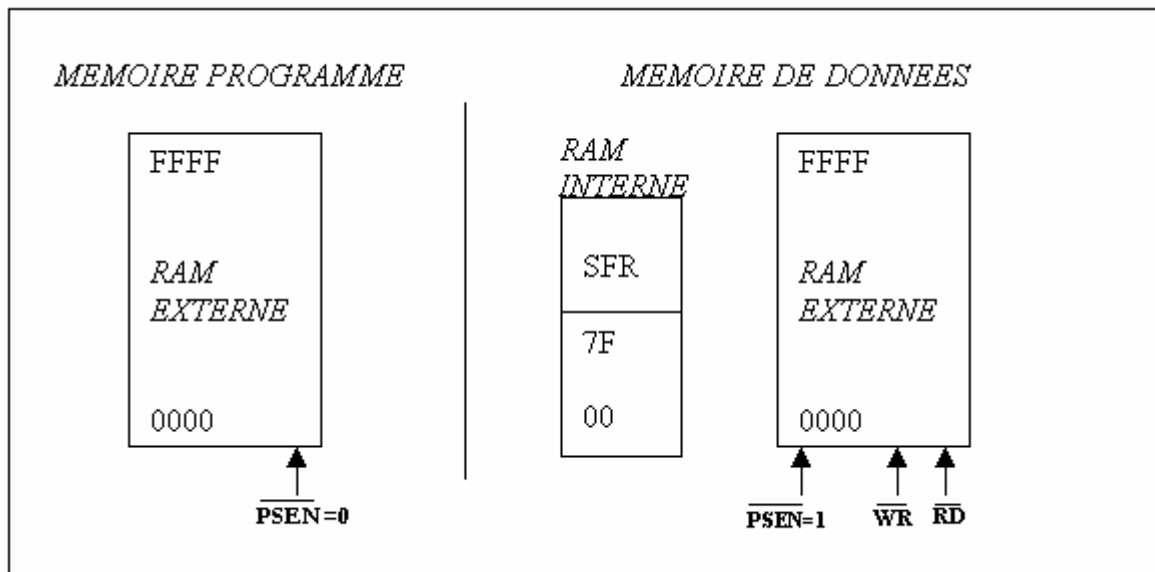 MEMOIRE PROGRAMME
FFFF
RAM
EXTERNE
0000
PSEN=0
MEMOIRE DE DONNEES
RAM
INTERNE
SFR
7F
00
FFFF
RAM
EXTERNE
0000
PSEN=1
WR
RD